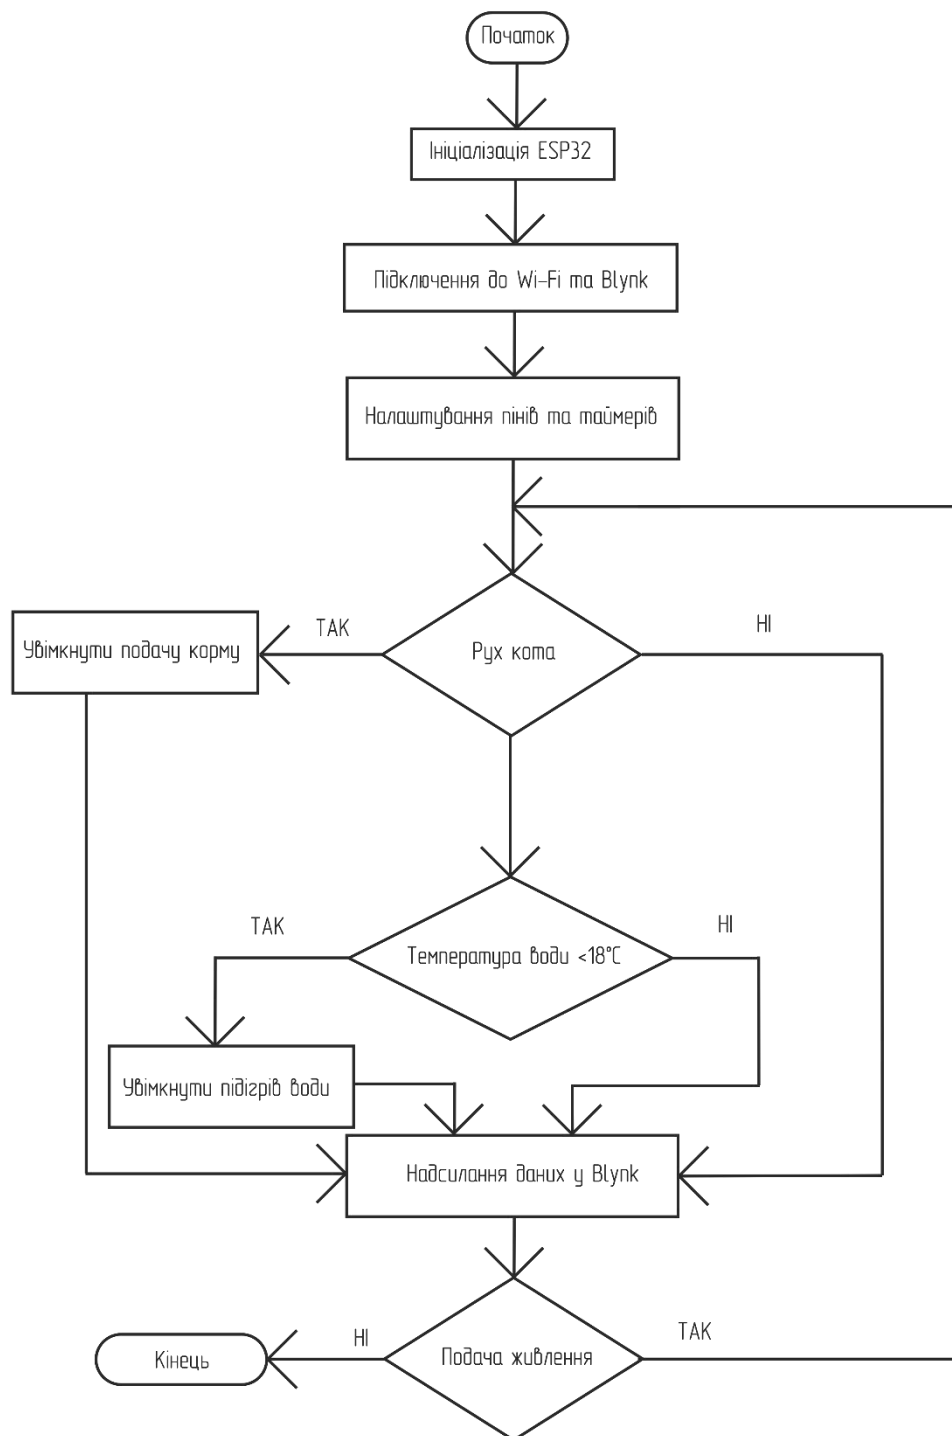 Початок
Ініціалізація ESP32
Підключення до Wi-Fi та Blynk
Налаштування пінів та таймерів
Рух кота
ТАК
НІ
Увімкнути подачу корму
Температура води <18°C
ТАК
НІ
Увімкнути підігрів води
Надсилання даних у Blynk
Подача живлення
НІ
ТАК
Кінець